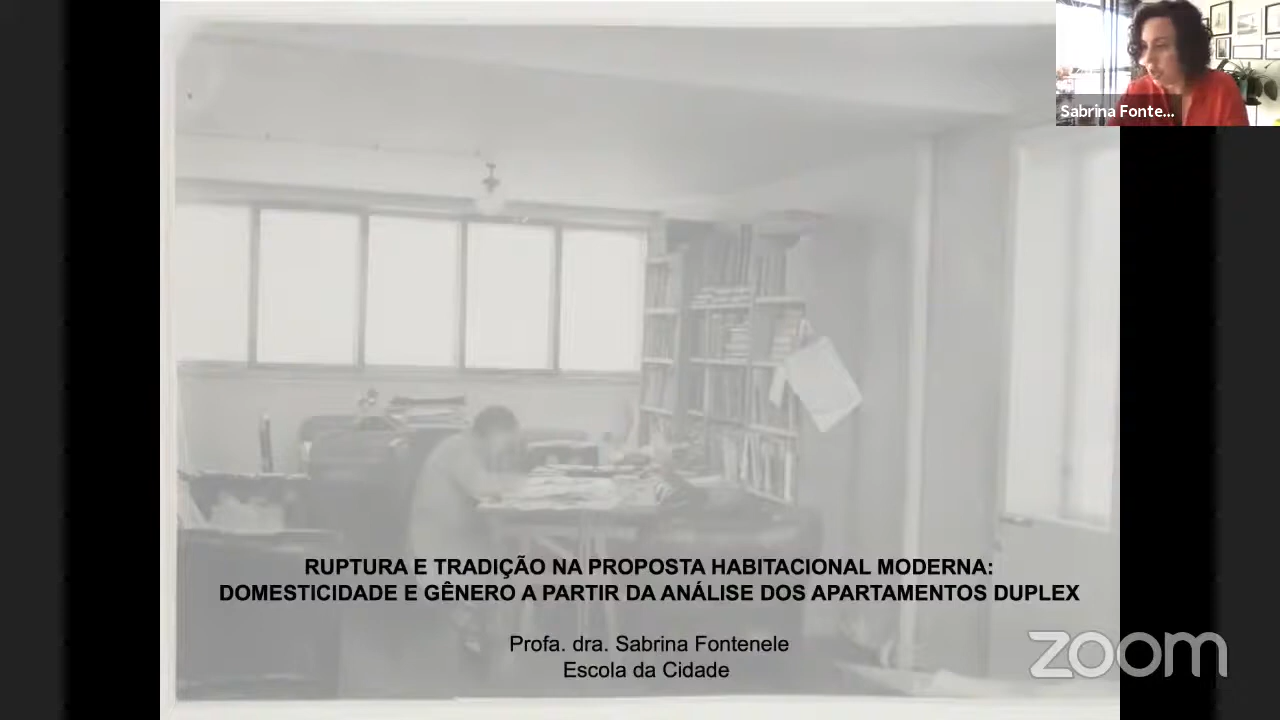 Sabrina Fonte...
RUPTURA E TRADIÇÃO NA PROPOSTA HABITACIONAL MODERNA:
DOMESTICIDADE E GÊNERO A PARTIR DA ANÁLISE DOS APARTAMENTOS DUPLEX
Profa. dra. Sabrina Fontenele
Escola da Cidade
zoom